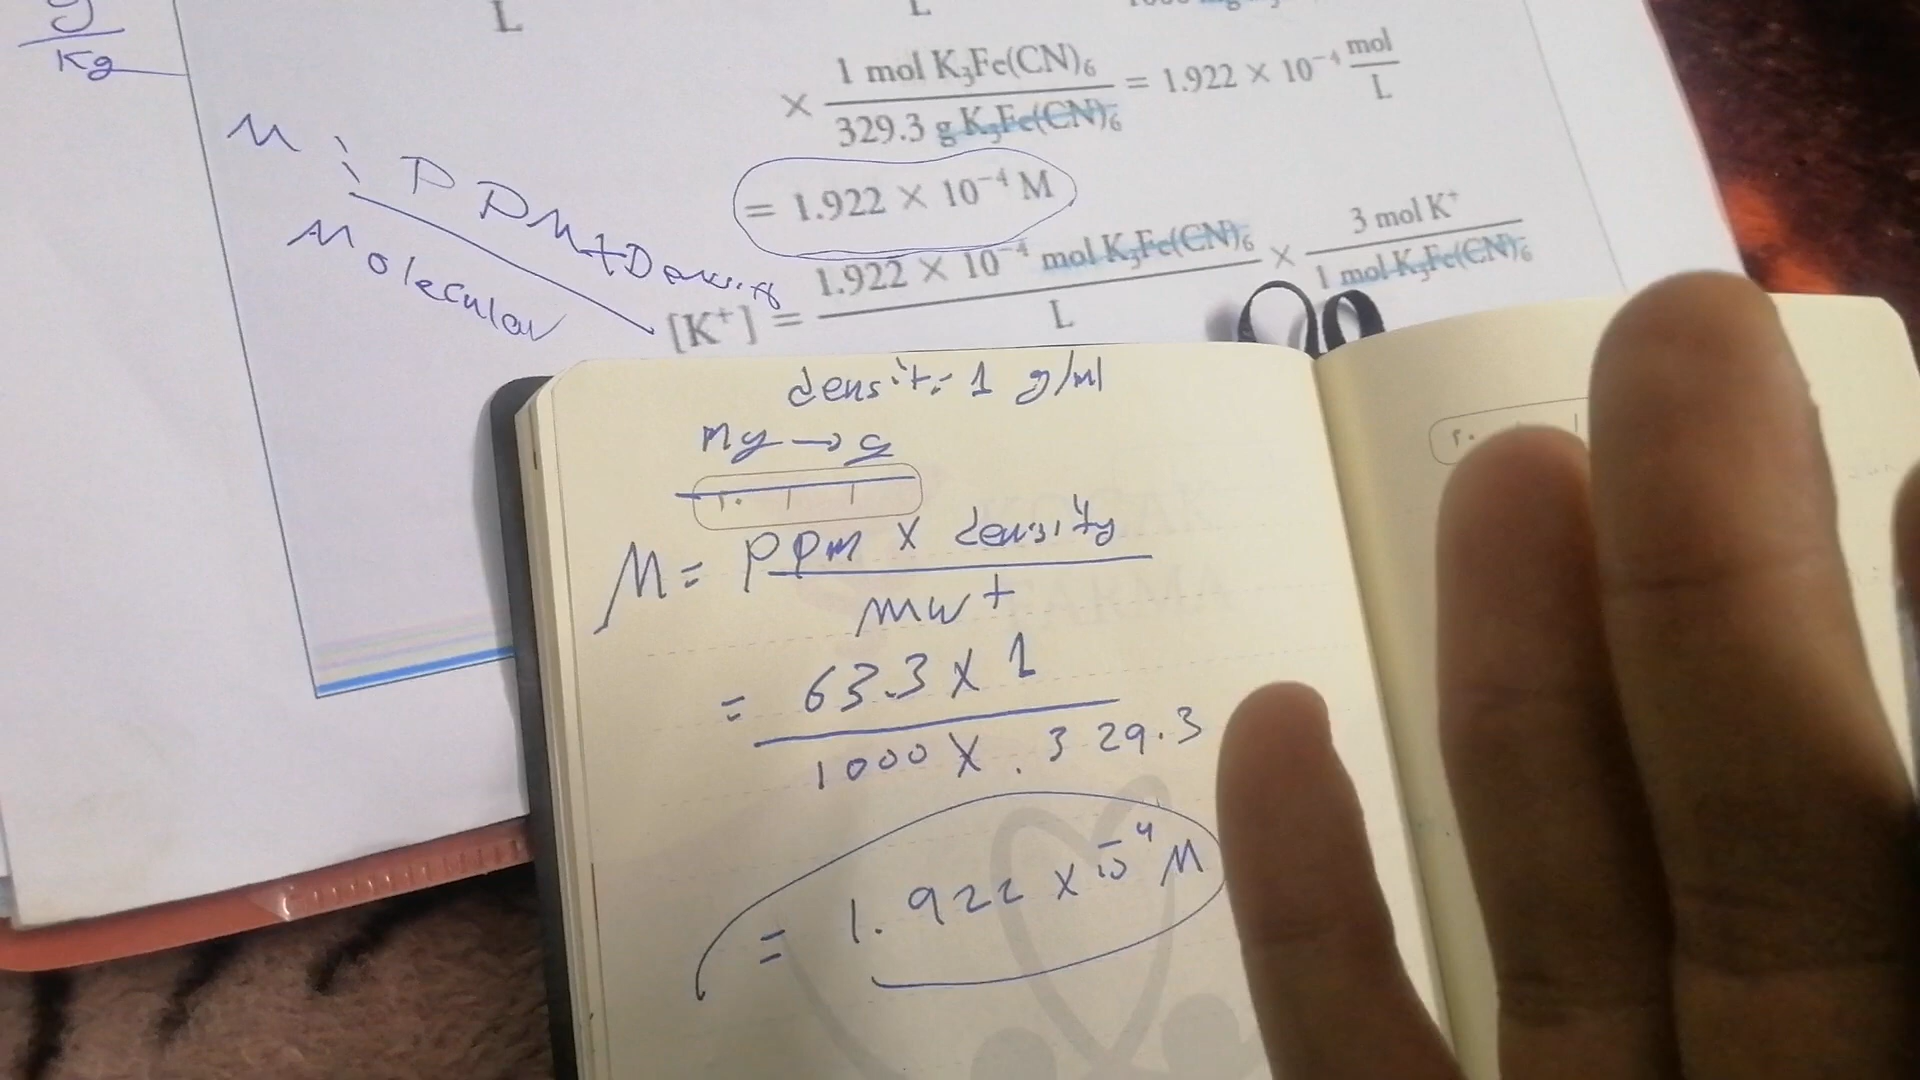 g
Kg
L
L
× 1 mol K₃Fe(CN)₆ / 329.3 g K₃Fe(CN)₆ = 1.922 × 10⁻⁴ mol / L
= 1.922 × 10⁻⁴ M
M : PPM × Density
Molecular
[K⁺] = 1.922 × 10⁻⁴ mol K₃Fe(CN)₆ / L × 3 mol K⁺ / 1 mol K₃Fe(CN)₆
1 g/ml
mg → g
M = PPM × density
mwt
= 63.3 × 1
1000 × 329.3
= 1.922 × 10⁻⁴ M